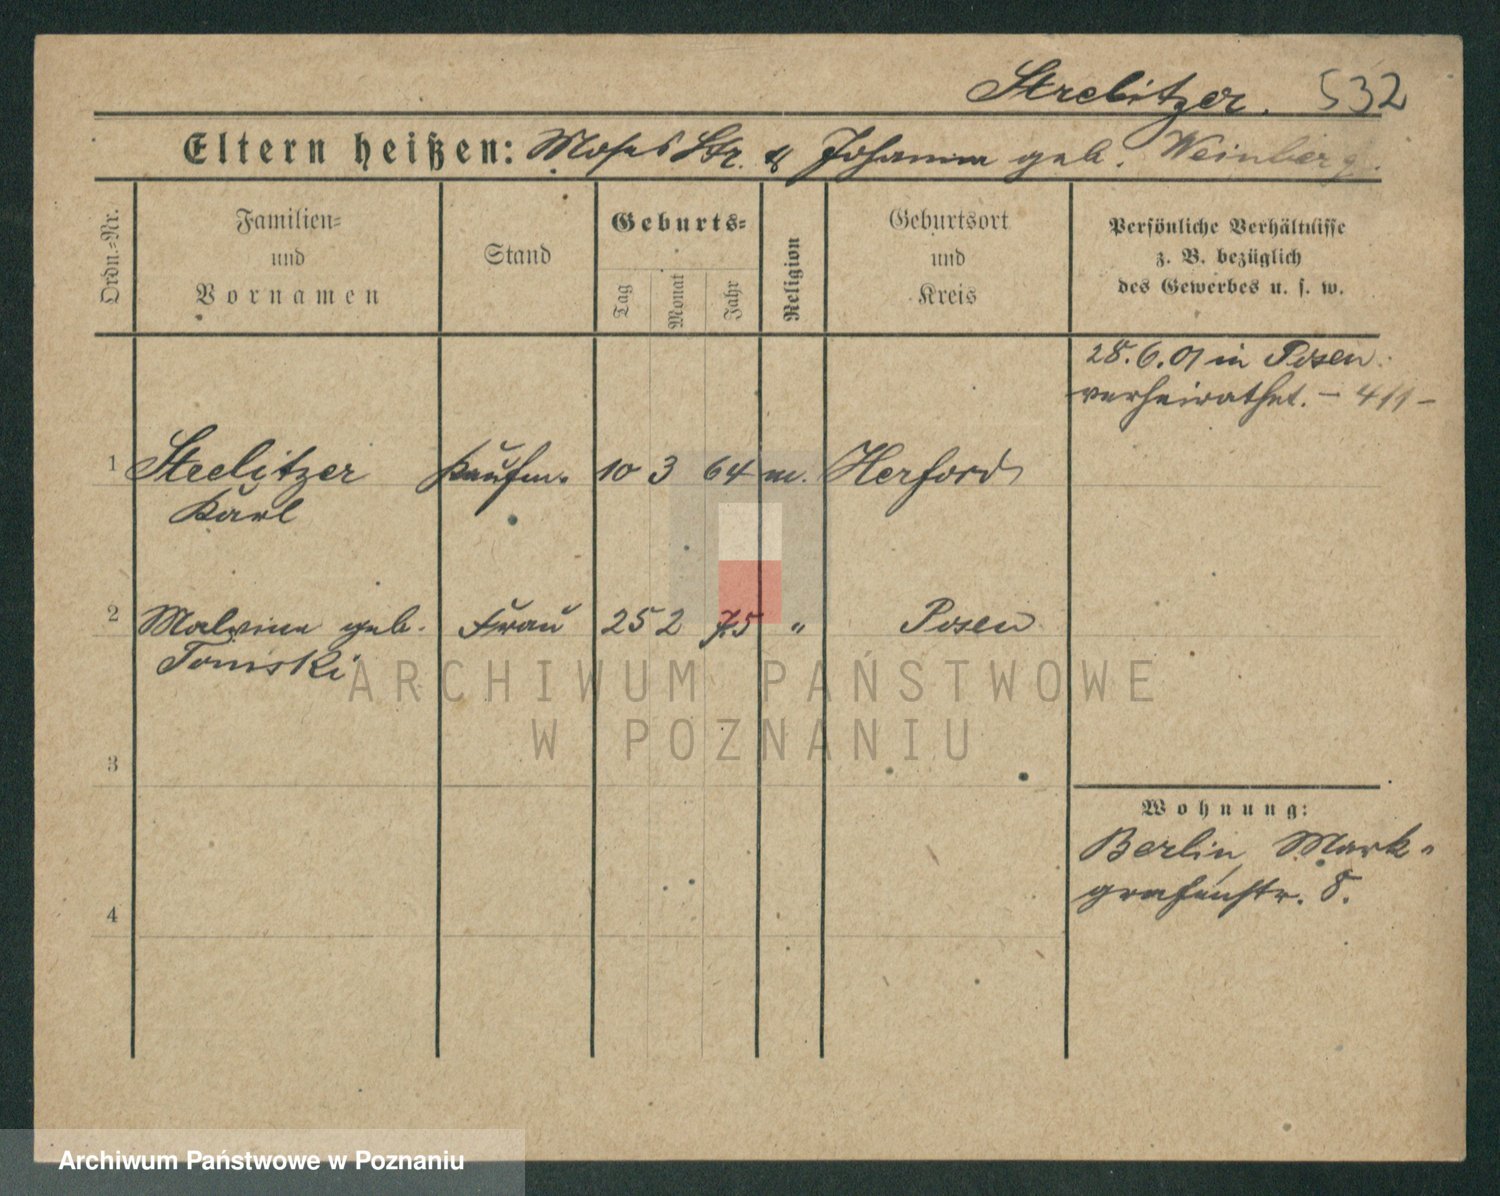 Strelitzer. 532
Eltern heißen: Moses Str. & Johanna geb. Weinberg.
Ordn.=Nr.
Familien=
und
Vornamen
Stand
Geburts=
Tag
Monat
Jahr
Religion
Geburtsort
und
Kreis
Persönliche Verhältnisse
z. B. bezüglich
des Gewerbes u. s. w.
28.6.01 in Posen
verheirathet. – 411 –
1 Strelitzer Kaufm. 10 3 64 m. Herford
Karl
2 Malvine geb. Frau 25 2 75 " Posen
Tomski
ARCHIWUM PAŃSTWOWE
W POZNANIU
3
Wohnung:
Berlin, Mark-
grafenstr. 8.
4
Archiwum Państwowe w Poznaniu